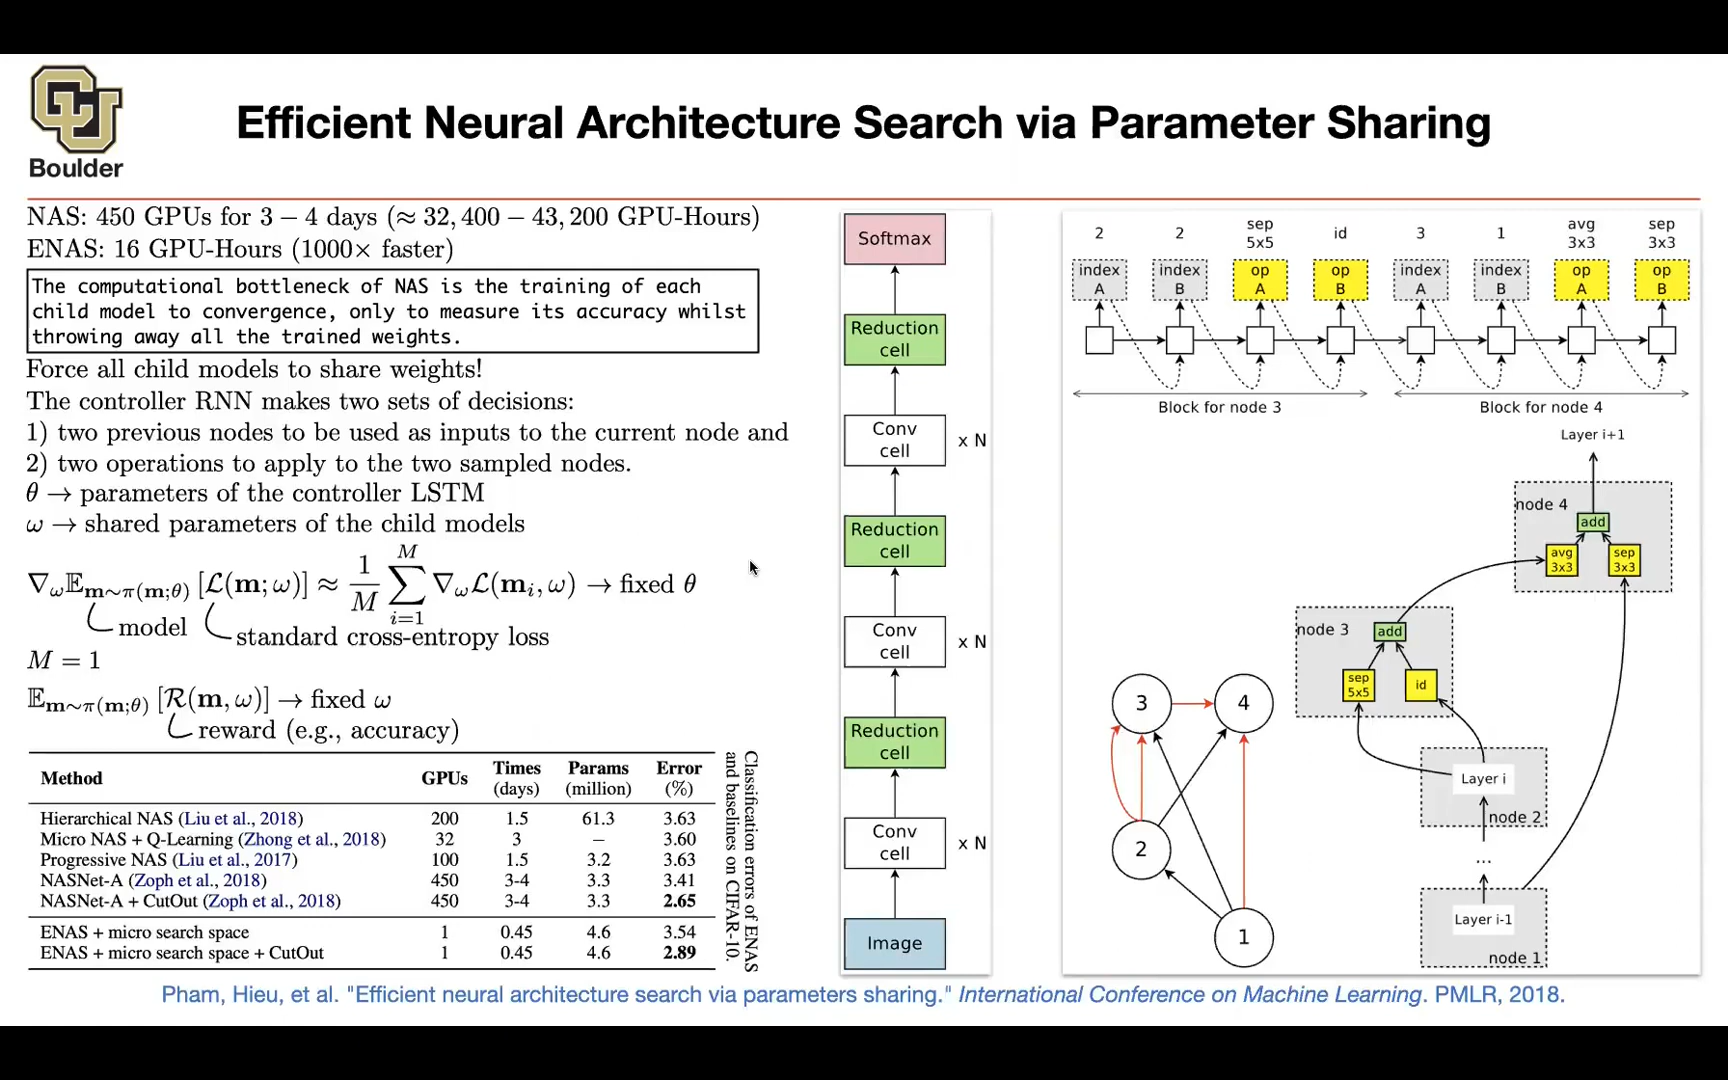 Boulder
Efficient Neural Architecture Search via Parameter Sharing
NAS: 450 GPUs for 3 − 4 days (≈ 32, 400 − 43, 200 GPU-Hours)
ENAS: 16 GPU-Hours (1000× faster)
The computational bottleneck of NAS is the training of each
child model to convergence, only to measure its accuracy whilst
throwing away all the trained weights.
Force all child models to share weights!
The controller RNN makes two sets of decisions:
1) two previous nodes to be used as inputs to the current node and
2) two operations to apply to the two sampled nodes.
θ → parameters of the controller LSTM
ω → shared parameters of the child models
∇_ω 𝔼_{m∼π(m;θ)} [ℒ(m; ω)] ≈ 1/M ∑_{i=1}^{M} ∇_ω ℒ(m_i, ω) → fixed θ
model
standard cross-entropy loss
M = 1
𝔼_{m∼π(m;θ)} [ℛ(m, ω)] → fixed ω
reward (e.g., accuracy)
Method GPUs Times (days) Params (million) Error (%)
Hierarchical NAS (Liu et al., 2018) 200 1.5 61.3 3.63
Micro NAS + Q-Learning (Zhong et al., 2018) 32 3 – 3.60
Progressive NAS (Liu et al., 2017) 100 1.5 3.2 3.63
NASNet-A (Zoph et al., 2018) 450 3-4 3.3 3.41
NASNet-A + CutOut (Zoph et al., 2018) 450 3-4 3.3 2.65
ENAS + micro search space 1 0.45 4.6 3.54
ENAS + micro search space + CutOut 1 0.45 4.6 2.89
Classification errors of ENAS
and baselines on CIFAR-10.
Softmax
Reduction
cell
Conv
cell
x N
Reduction
cell
Conv
cell
x N
Reduction
cell
Conv
cell
x N
Image
2 2 sep 5x5 id 3 1 avg 3x3 sep 3x3
index A index B op A op B index A index B op A op B
Block for node 3 Block for node 4
Layer i+1
node 4
add
avg 3x3 sep 3x3
node 3
add
sep 5x5 id
3 4
Layer i
node 2
2
...
Layer i-1
1
node 1
Pham, Hieu, et al. "Efficient neural architecture search via parameters sharing." International Conference on Machine Learning. PMLR, 2018.